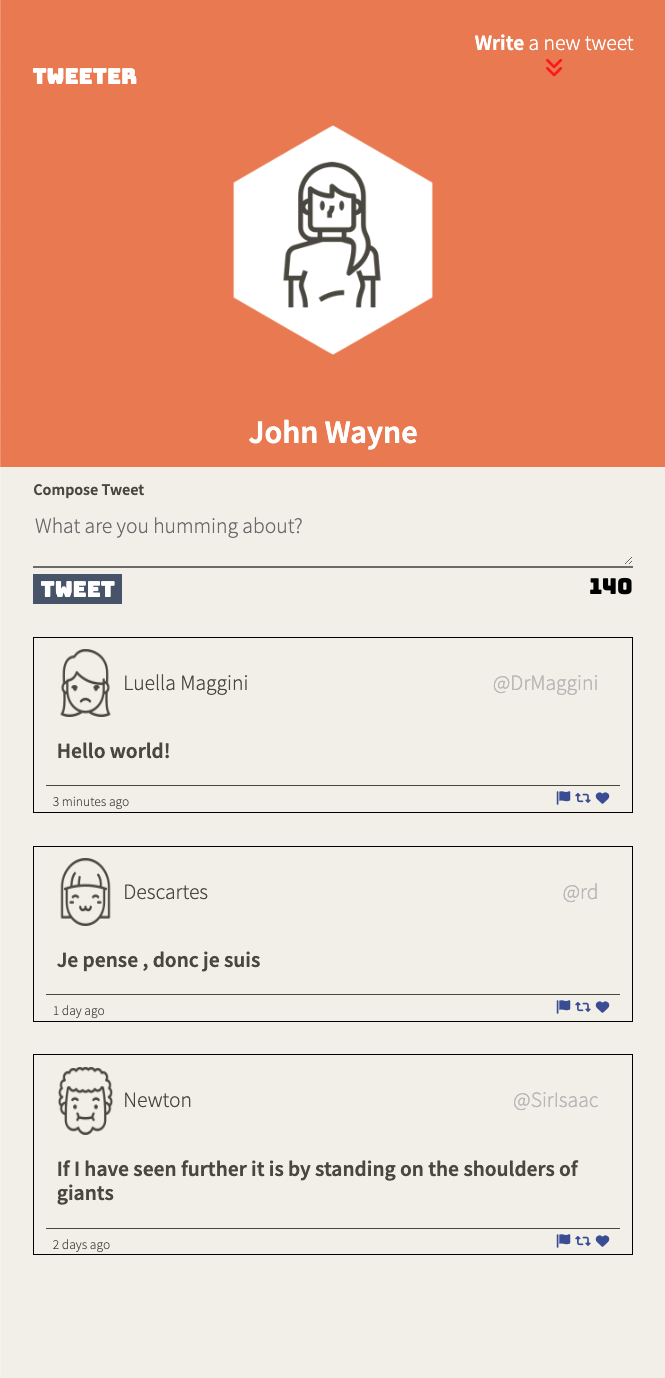 Write a new tweet
TWEETER
John Wayne
Compose Tweet
What are you humming about?
TWEET
140
Luella Maggini
@DrMaggini
Hello world!
3 minutes ago
Descartes
@rd
Je pense , donc je suis
1 day ago
Newton
@SirIsaac
If I have seen further it is by standing on the shoulders of
giants
2 days ago